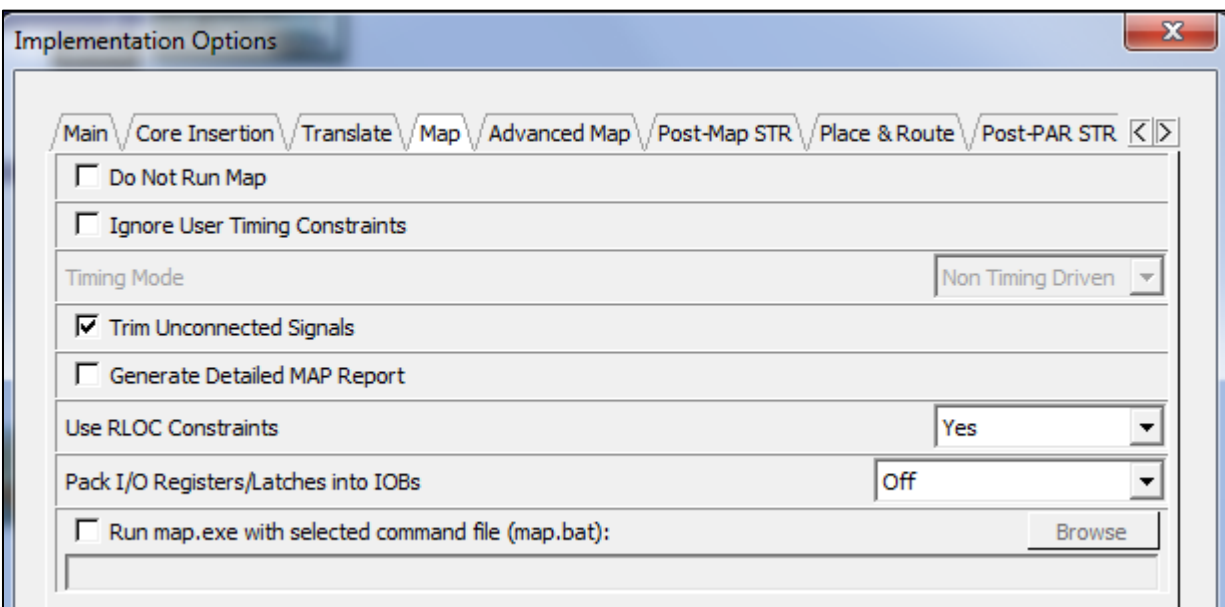 Implementation Options
Main Core Insertion Translate Map Advanced Map Post-Map STR Place & Route Post-PAR STR
Do Not Run Map
Ignore User Timing Constraints
Timing Mode Non Timing Driven
Trim Unconnected Signals
Generate Detailed MAP Report
Use RLOC Constraints Yes
Pack I/O Registers/Latches into IOBs Off
Run map.exe with selected command file (map.bat): Browse